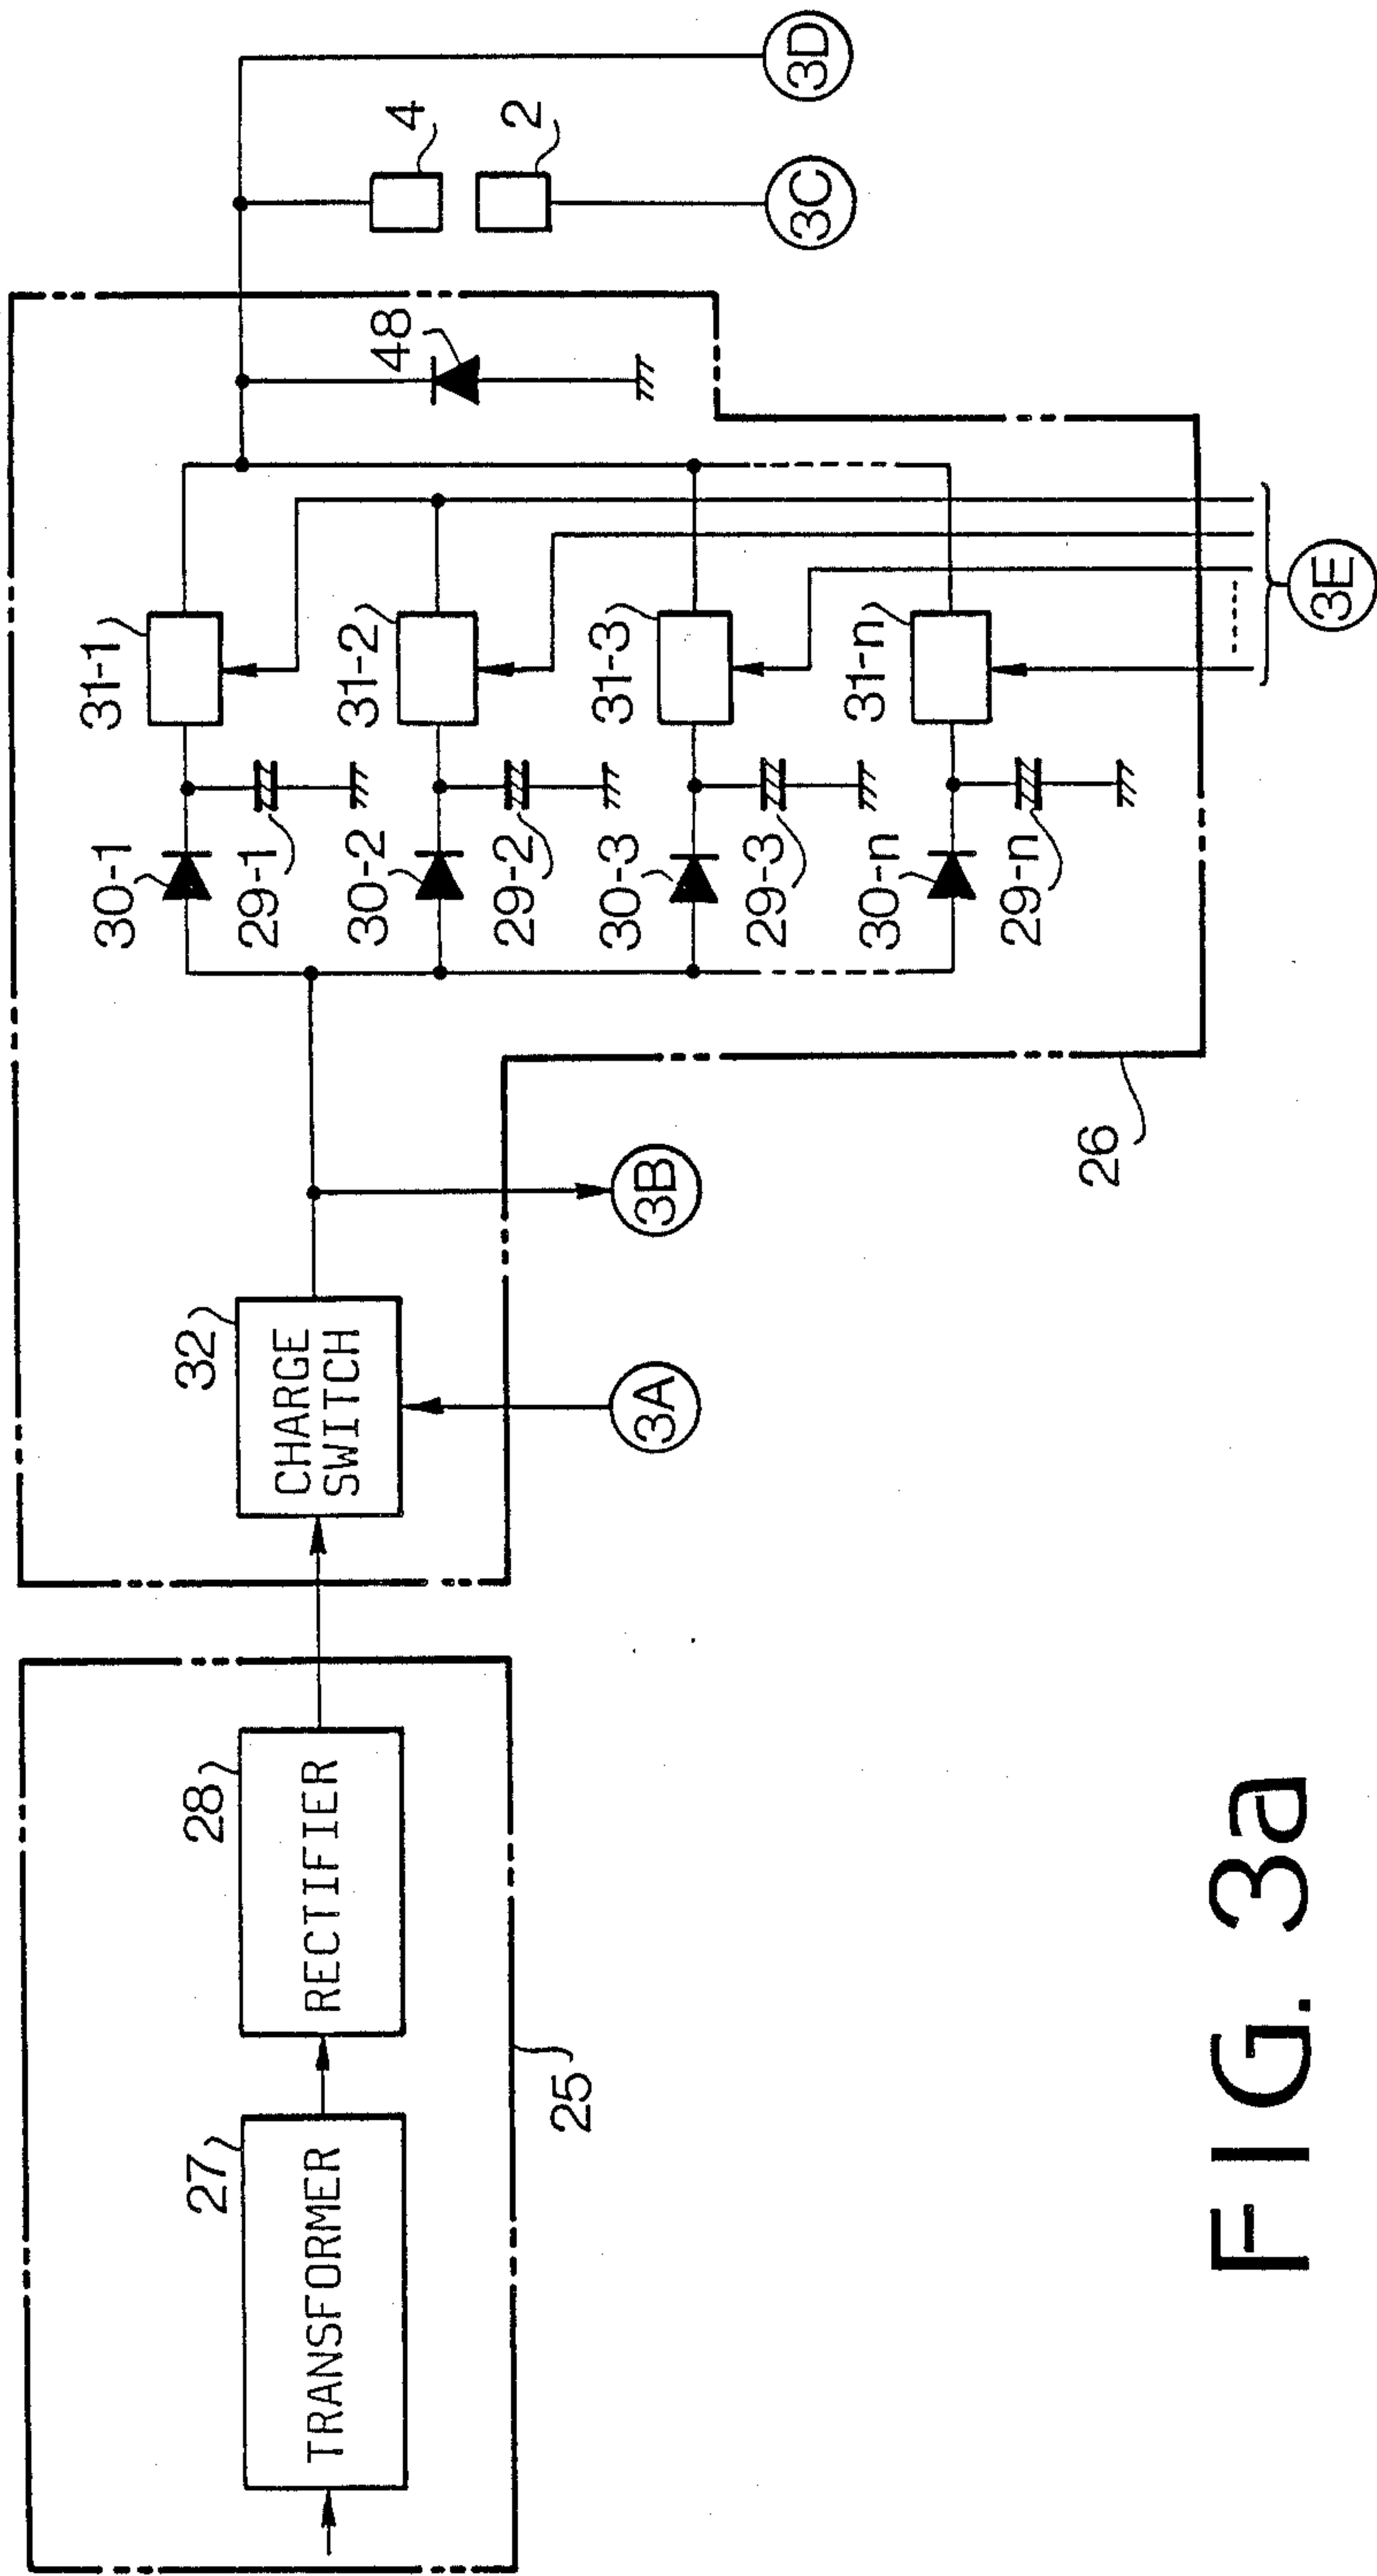 27
TRANSFORMER
28
RECTIFIER
25
32
CHARGE
SWITCH
3A
3B
26
30-1
29-1
31-1
30-2
29-2
31-2
30-3
29-3
31-3
30-n
29-n
31-n
48
4
2
3C
3D
3E
FIG. 3a